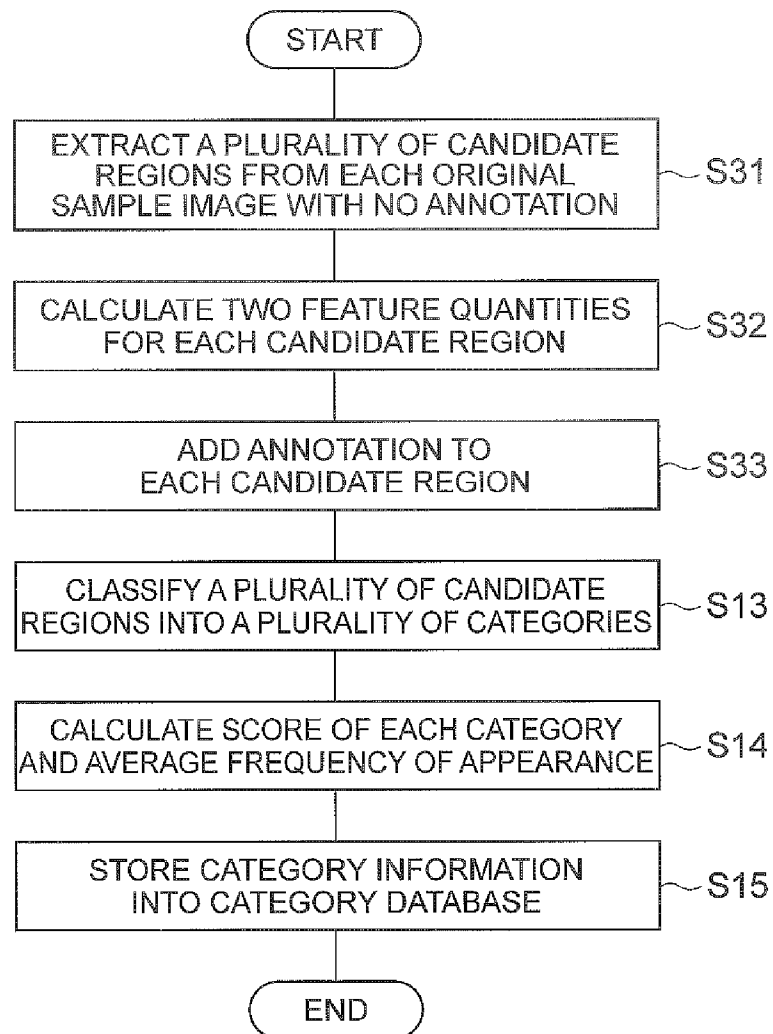 START
EXTRACT A PLURALITY OF CANDIDATE
REGIONS FROM EACH ORIGINAL
SAMPLE IMAGE WITH NO ANNOTATION
S31
CALCULATE TWO FEATURE QUANTITIES
FOR EACH CANDIDATE REGION
S32
ADD ANNOTATION TO
EACH CANDIDATE REGION
S33
CLASSIFY A PLURALITY OF CANDIDATE
REGIONS INTO A PLURALITY OF CATEGORIES
S13
CALCULATE SCORE OF EACH CATEGORY
AND AVERAGE FREQUENCY OF APPEARANCE
S14
STORE CATEGORY INFORMATION
INTO CATEGORY DATABASE
S15
END